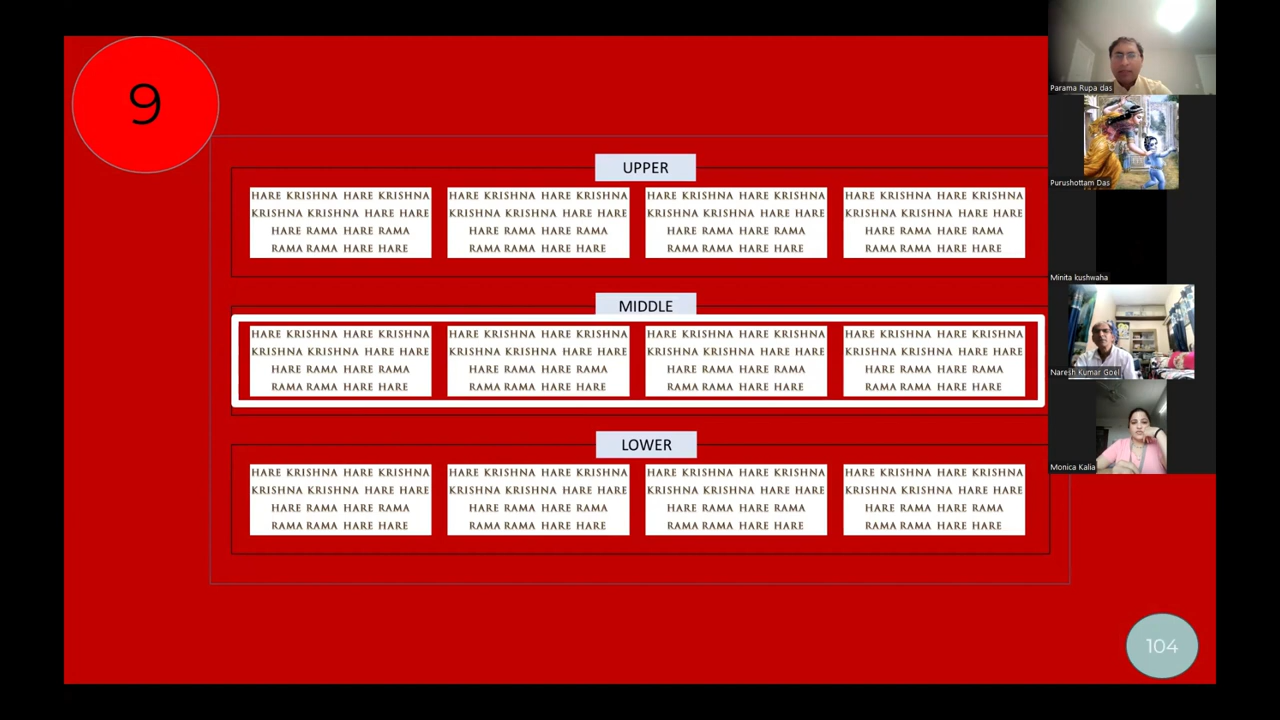 9
UPPER
HARE KRISHNA HARE KRISHNA
KRISHNA KRISHNA HARE HARE
HARE RAMA HARE RAMA
RAMA RAMA HARE HARE
HARE KRISHNA HARE KRISHNA
KRISHNA KRISHNA HARE HARE
HARE RAMA HARE RAMA
RAMA RAMA HARE HARE
HARE KRISHNA HARE KRISHNA
KRISHNA KRISHNA HARE HARE
HARE RAMA HARE RAMA
RAMA RAMA HARE HARE
HARE KRISHNA HARE KRISHNA
KRISHNA KRISHNA HARE HARE
HARE RAMA HARE RAMA
RAMA RAMA HARE HARE
MIDDLE
HARE KRISHNA HARE KRISHNA
KRISHNA KRISHNA HARE HARE
HARE RAMA HARE RAMA
RAMA RAMA HARE HARE
HARE KRISHNA HARE KRISHNA
KRISHNA KRISHNA HARE HARE
HARE RAMA HARE RAMA
RAMA RAMA HARE HARE
HARE KRISHNA HARE KRISHNA
KRISHNA KRISHNA HARE HARE
HARE RAMA HARE RAMA
RAMA RAMA HARE HARE
HARE KRISHNA HARE KRISHNA
KRISHNA KRISHNA HARE HARE
HARE RAMA HARE RAMA
RAMA RAMA HARE HARE
LOWER
HARE KRISHNA HARE KRISHNA
KRISHNA KRISHNA HARE HARE
HARE RAMA HARE RAMA
RAMA RAMA HARE HARE
HARE KRISHNA HARE KRISHNA
KRISHNA KRISHNA HARE HARE
HARE RAMA HARE RAMA
RAMA RAMA HARE HARE
HARE KRISHNA HARE KRISHNA
KRISHNA KRISHNA HARE HARE
HARE RAMA HARE RAMA
RAMA RAMA HARE HARE
HARE KRISHNA HARE KRISHNA
KRISHNA KRISHNA HARE HARE
HARE RAMA HARE RAMA
RAMA RAMA HARE HARE
104
Parama Rupa das
Purushottam Das
Minita kushwaha
Naresh Kumar Goel
Monica Kalia